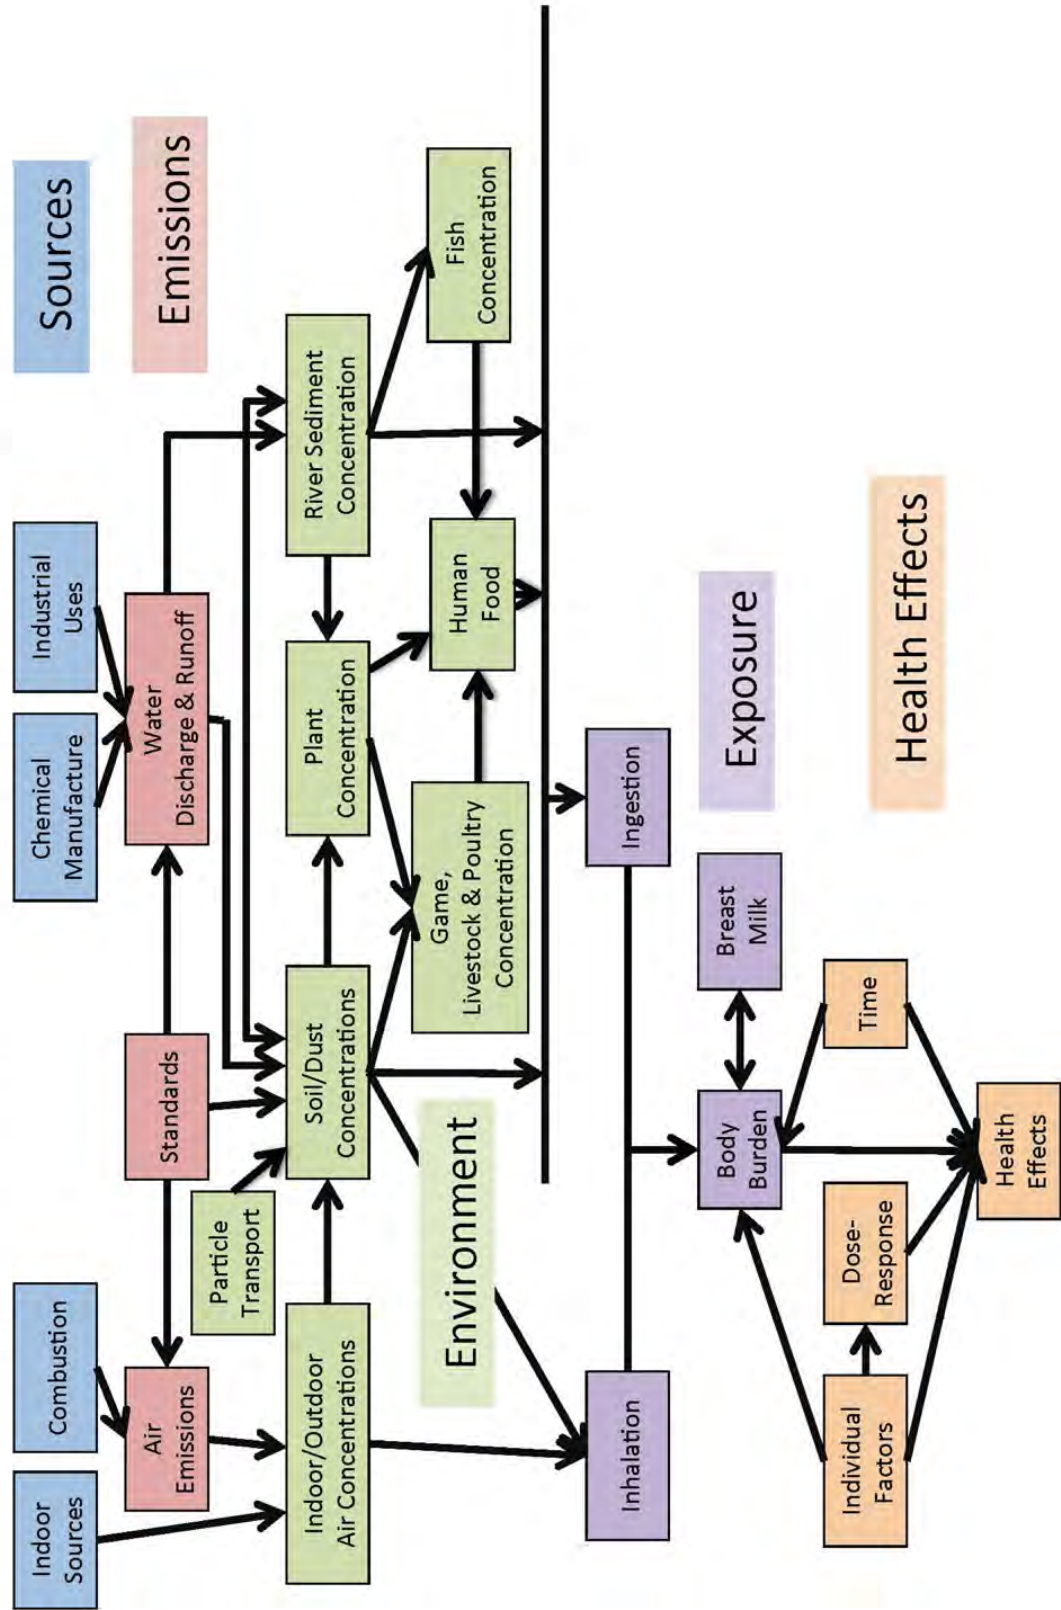 Indoor
Sources
Combustion
Chemical
Manufacture
Industrial
Uses
Sources
Air
Emissions
Standards
Water
Discharge & Runoff
Emissions
Particle
Transport
Indoor/Outdoor
Air Concentrations
Soil/Dust
Concentrations
Plant
Concentration
River Sediment
Concentration
Environment
Game,
Livestock & Poultry
Concentration
Human
Food
Fish
Concentration
Inhalation
Ingestion
Body
Burden
Breast
Milk
Exposure
Individual
Factors
Dose-
Response
Time
Health Effects
Health
Effects